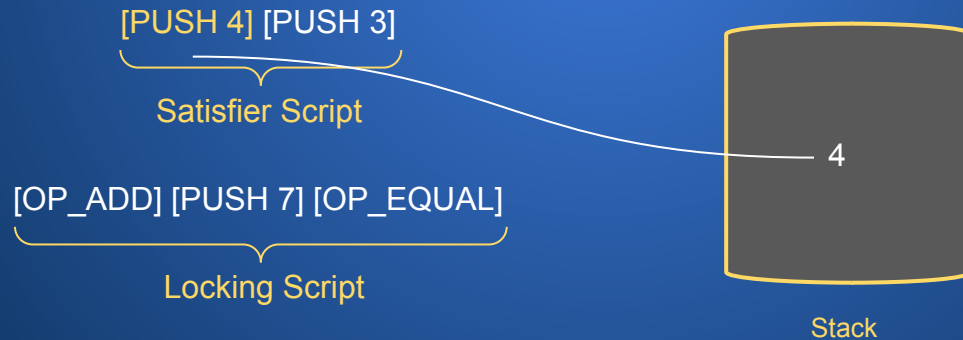 [PUSH 4] [PUSH 3]
Satisfier Script
4
[OP_ADD] [PUSH 7] [OP_EQUAL]
Locking Script
Stack